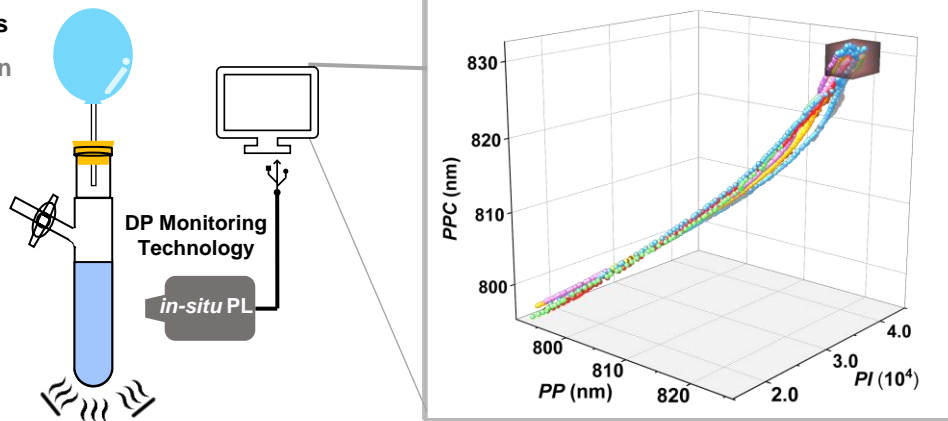 s
n
DP Monitoring
Technology
in-situ PL
830
820
810
800
PPC (nm)
800
810
820
PP (nm)
2.0
3.0
4.0
PI (10⁴)